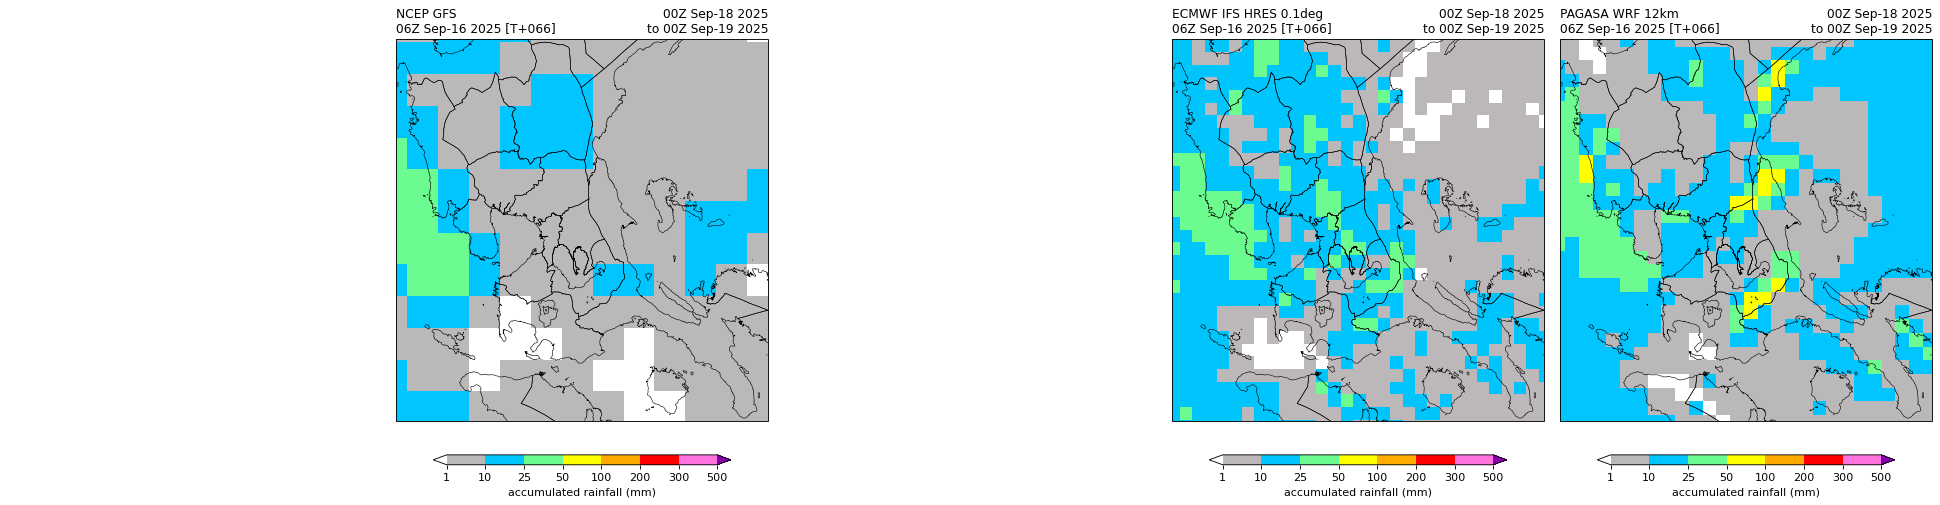 NCEP GFS 00Z Sep-18 2025
06Z Sep-16 2025 [T+066] to 00Z Sep-19 2025
1 10 25 50 100 200 300 500
accumulated rainfall (mm)
ECMWF IFS HRES 0.1deg 00Z Sep-18 2025
06Z Sep-16 2025 [T+066] to 00Z Sep-19 2025
1 10 25 50 100 200 300 500
accumulated rainfall (mm)
PAGASA WRF 12km 00Z Sep-18 2025
06Z Sep-16 2025 [T+066] to 00Z Sep-19 2025
1 10 25 50 100 200 300 500
accumulated rainfall (mm)